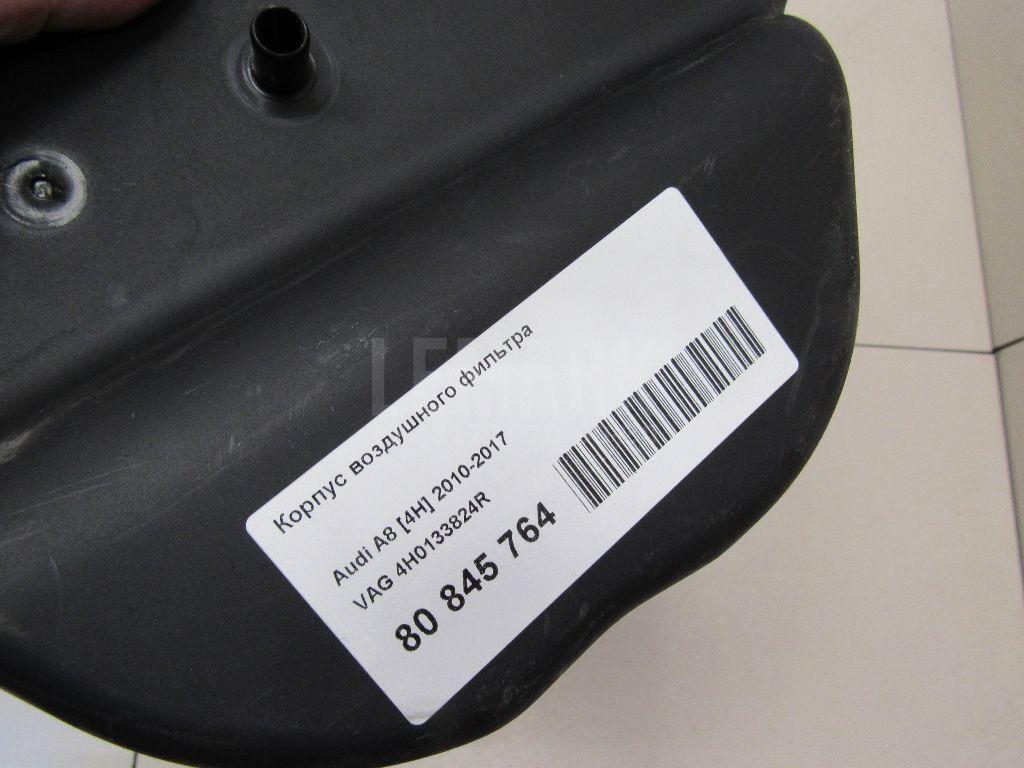 Корпус воздушного фильтра
Audi A8 [4H] 2010-2017
VAG 4H0133824R
80 845 764